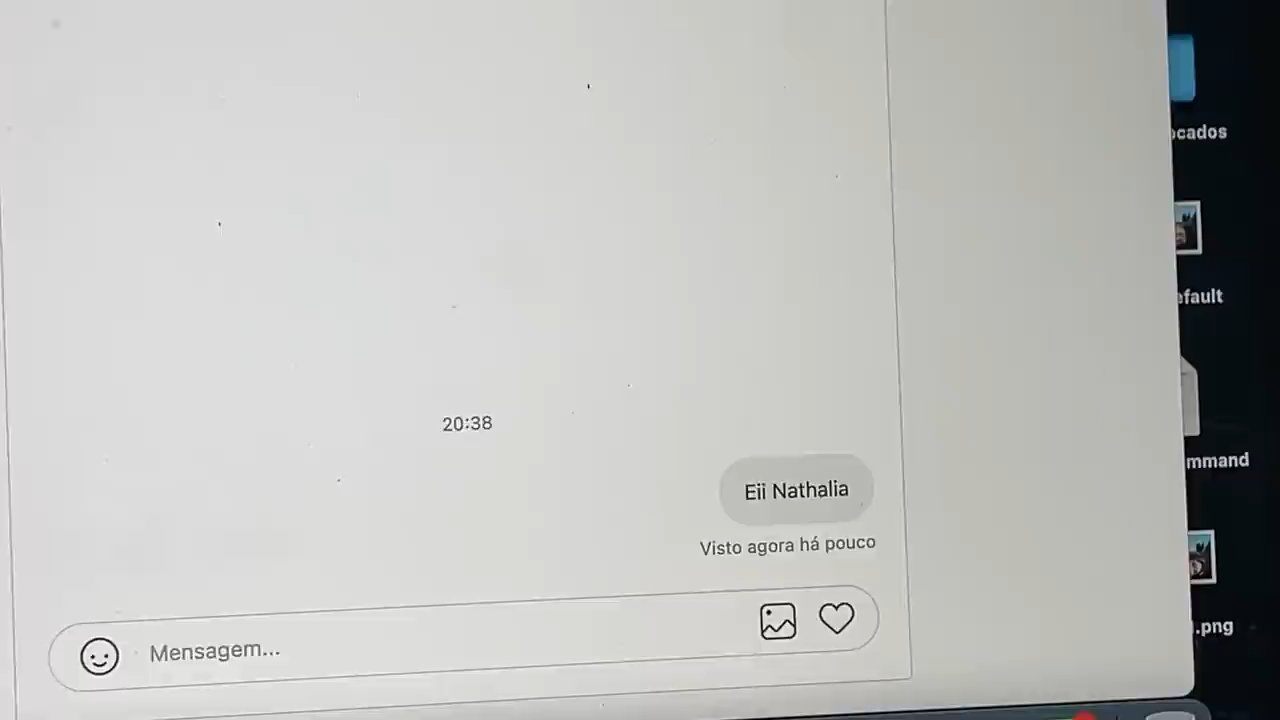 20:38
Eii Nathalia
Visto agora há pouco
Mensagem...
cados
efault
mmand
.png